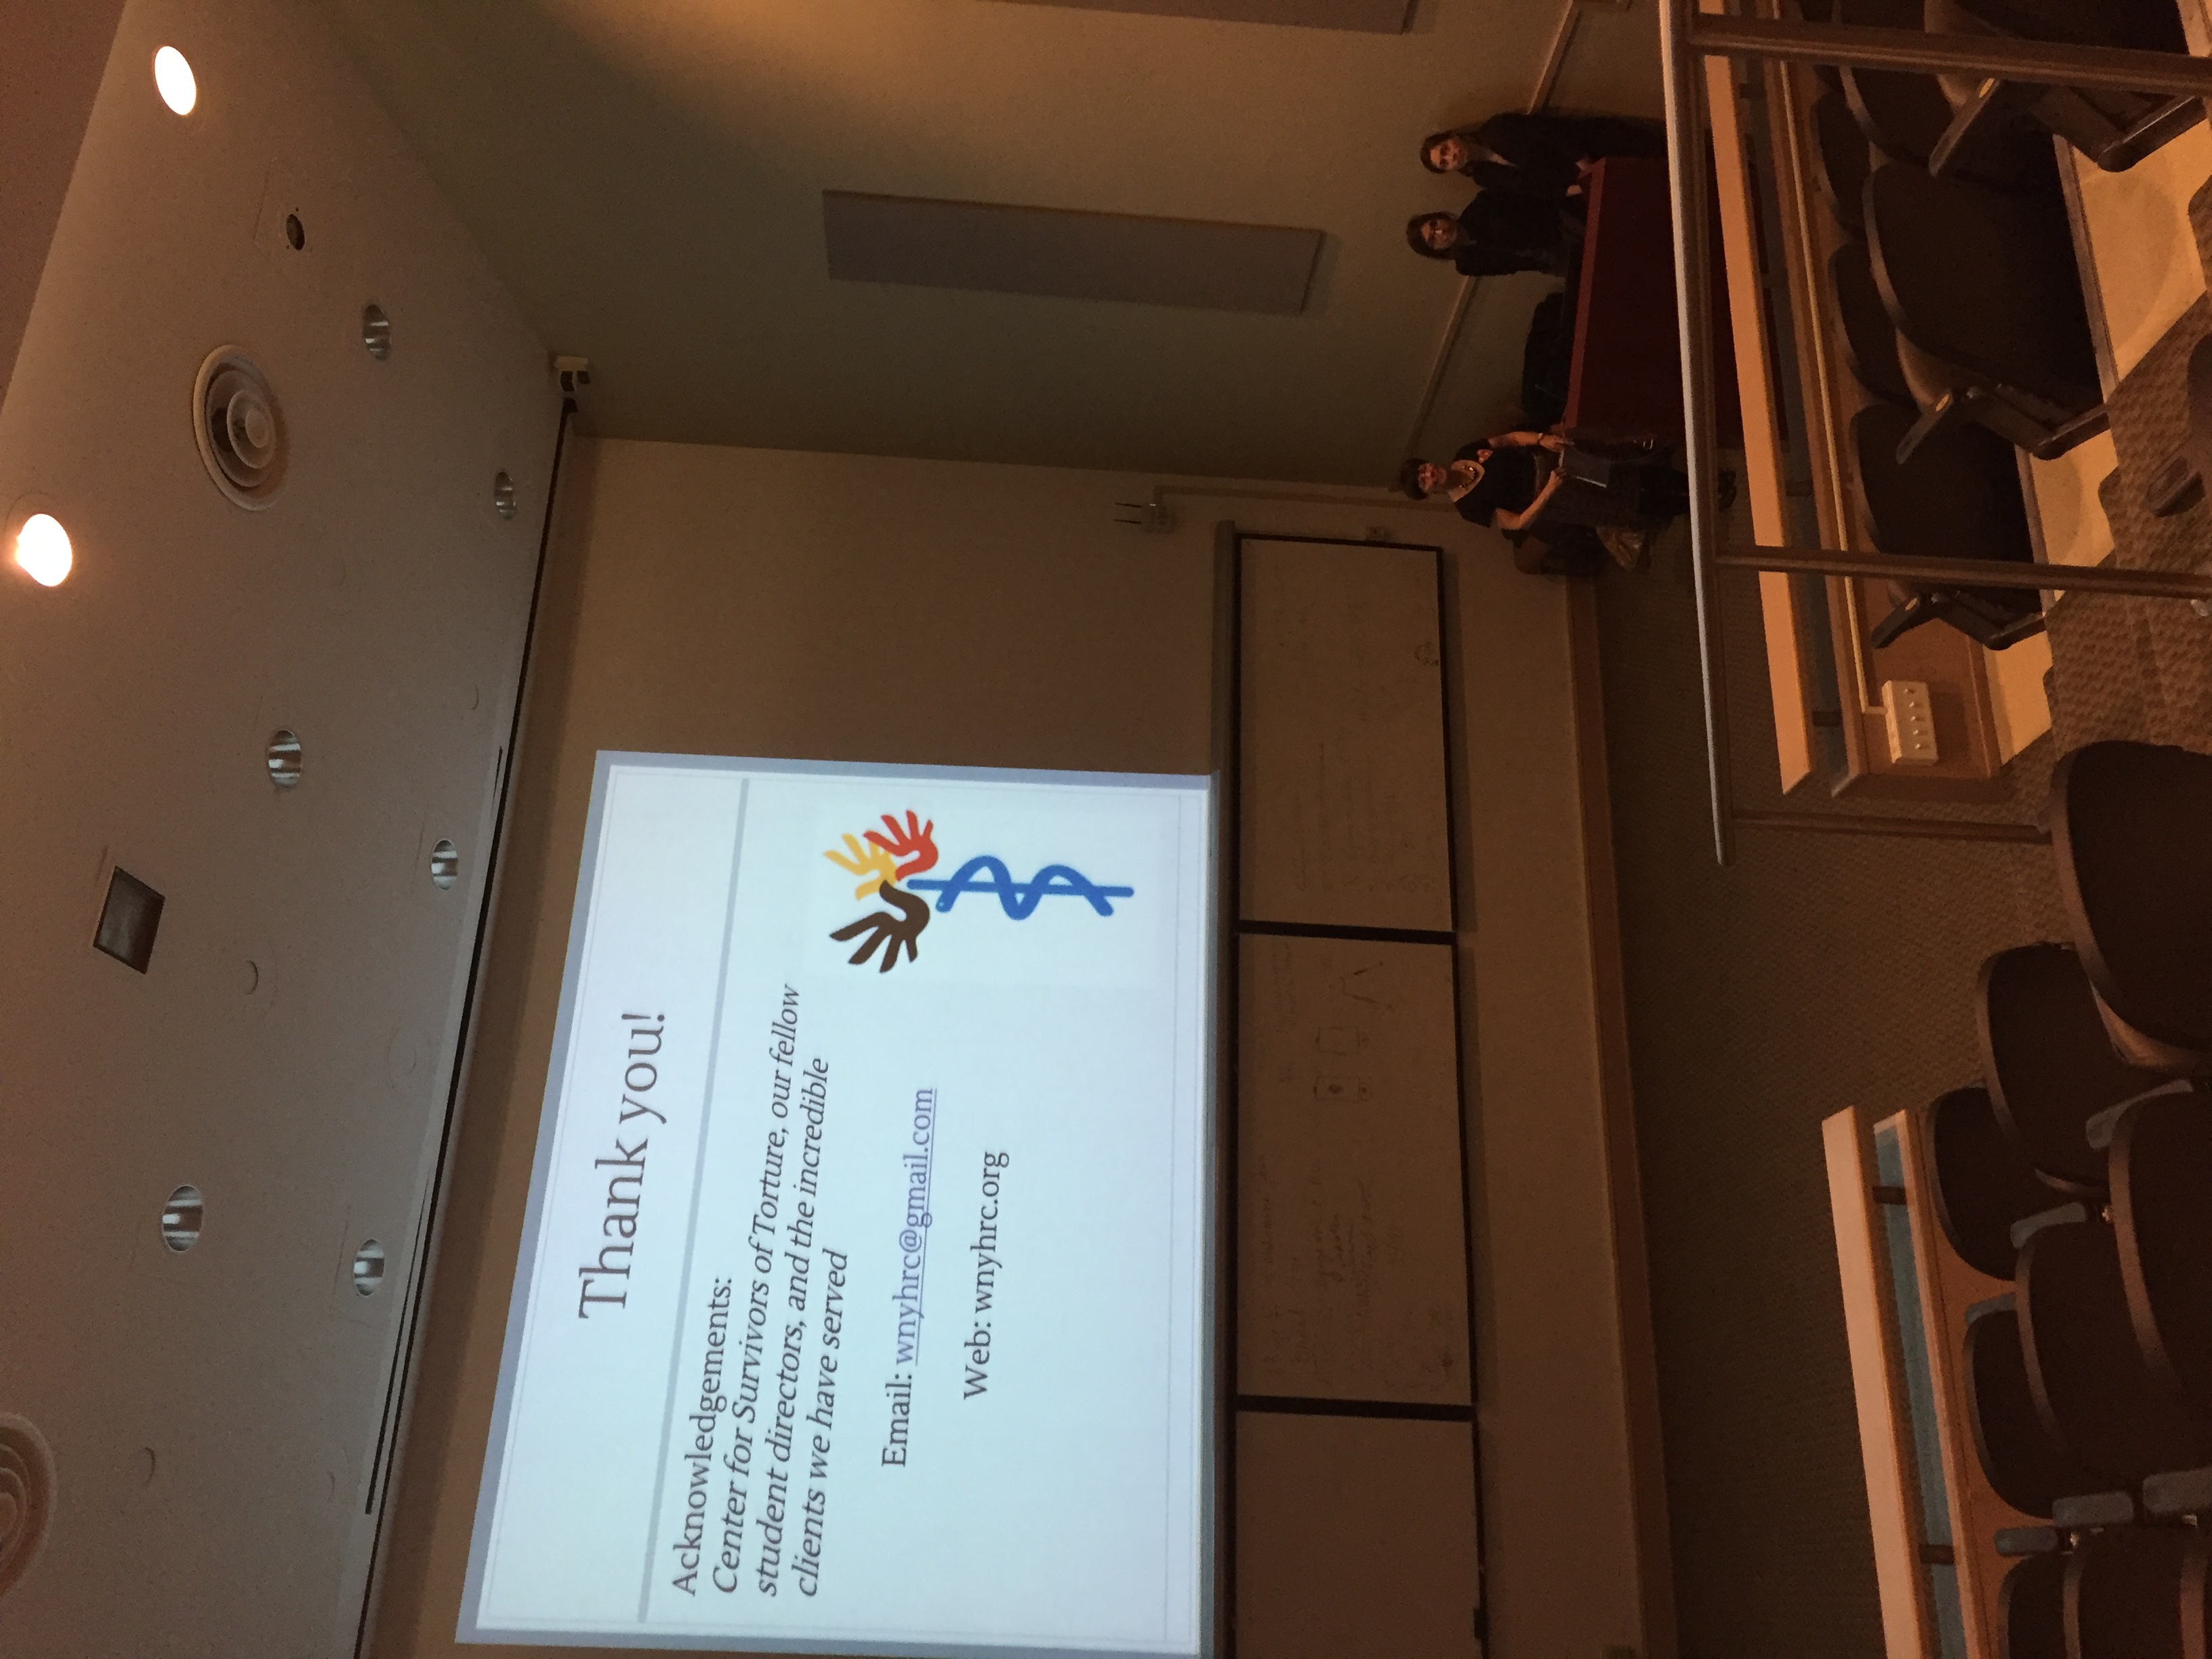 Thank you!
Acknowledgements:
Center for Survivors of Torture, our fellow
student directors, and the incredible
clients we have served
Email: wnyhrc@gmail.com
Web: wnyhrc.org